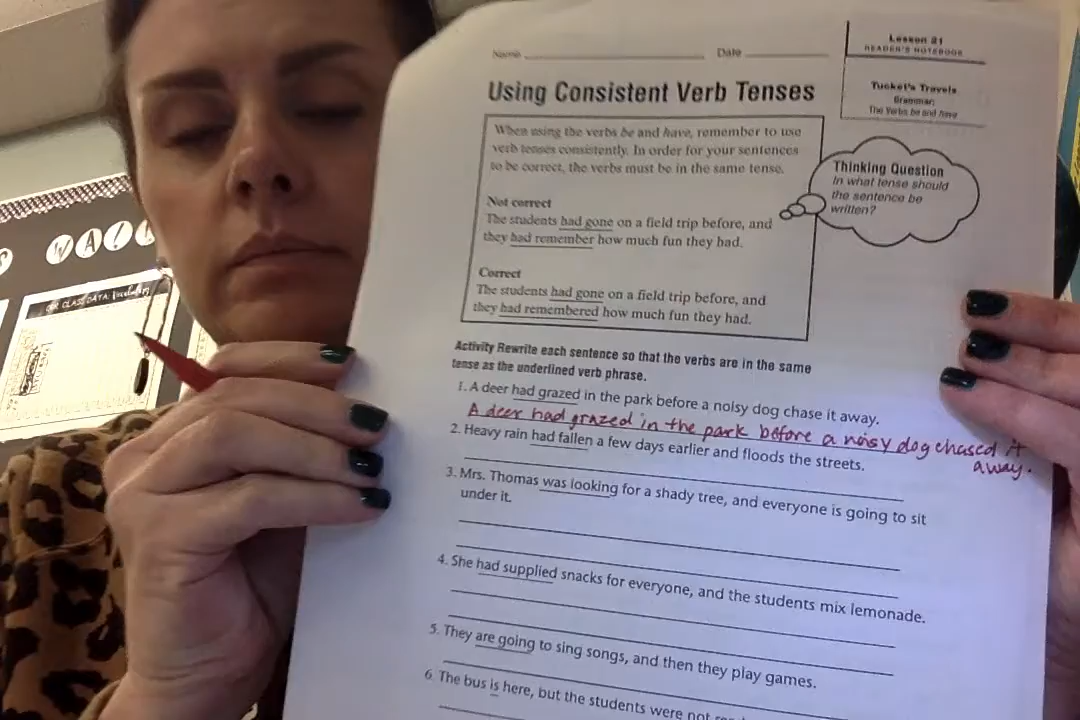 Name Date
Lesson 21
READER'S NOTEBOOK
Using Consistent Verb Tenses
Tucket's Travels
Grammar:
The Verbs be and have
When using the verbs be and have, remember to use
verb tenses consistently. In order for your sentences
to be correct, the verbs must be in the same tense.
Thinking Question
In what tense should
the sentence be
written?
Not correct
The students had gone on a field trip before, and
they had remember how much fun they had.
Correct
The students had gone on a field trip before, and
they had remembered how much fun they had.
Activity Rewrite each sentence so that the verbs are in the same
tense as the underlined verb phrase.
1. A deer had grazed in the park before a noisy dog chase it away.
A deer had grazed in the park before a noisy dog chased it
away.
2. Heavy rain had fallen a few days earlier and floods the streets.
3. Mrs. Thomas was looking for a shady tree, and everyone is going to sit
under it.
4. She had supplied snacks for everyone, and the students mix lemonade.
5. They are going to sing songs, and then they play games.
6. The bus is here, but the students were not
OUR CLASS DATA: Vocabulary
WALL